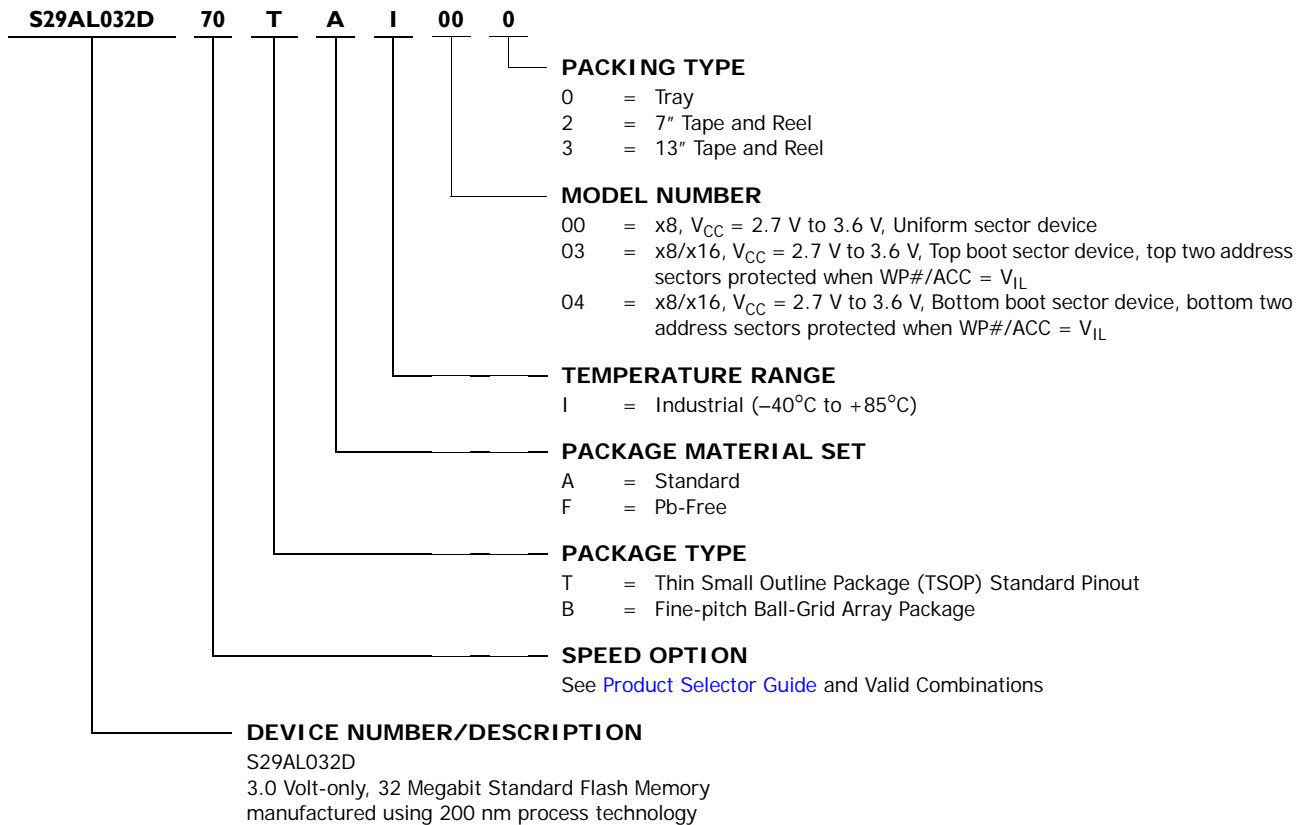 S29AL032D 70 T A I 00 0
PACKING TYPE
0 = Tray
2 = 7″ Tape and Reel
3 = 13″ Tape and Reel
MODEL NUMBER
00 = x8, VCC = 2.7 V to 3.6 V, Uniform sector device
03 = x8/x16, VCC = 2.7 V to 3.6 V, Top boot sector device, top two address
sectors protected when WP#/ACC = VIL
04 = x8/x16, VCC = 2.7 V to 3.6 V, Bottom boot sector device, bottom two
address sectors protected when WP#/ACC = VIL
TEMPERATURE RANGE
I = Industrial (–40°C to +85°C)
PACKAGE MATERIAL SET
A = Standard
F = Pb-Free
PACKAGE TYPE
T = Thin Small Outline Package (TSOP) Standard Pinout
B = Fine-pitch Ball-Grid Array Package
SPEED OPTION
See Product Selector Guide and Valid Combinations
DEVICE NUMBER/DESCRIPTION
S29AL032D
3.0 Volt-only, 32 Megabit Standard Flash Memory
manufactured using 200 nm process technology